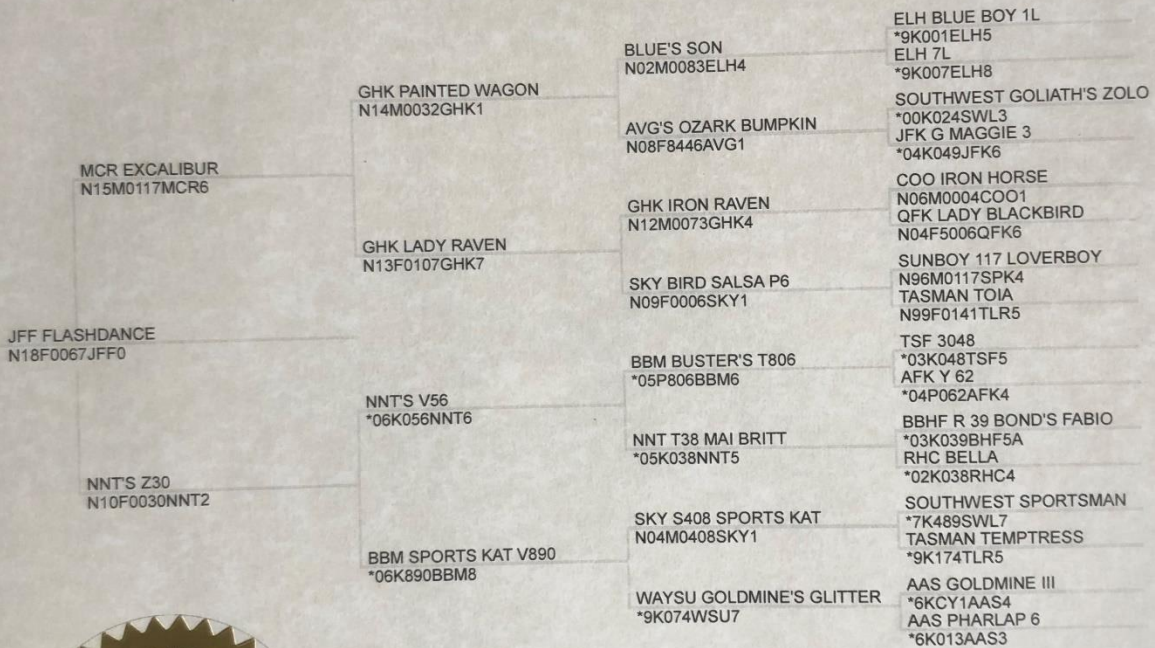 JFF FLASHDANCE
N18F0067JFF0
MCR EXCALIBUR
N15M0117MCR6
NNT'S Z30
N10F0030NNT2
GHK PAINTED WAGON
N14M0032GHK1
GHK LADY RAVEN
N13F0107GHK7
NNT'S V56
*06K056NNT6
BBM SPORTS KAT V890
*06K890BBM8
BLUE'S SON
N02M0083ELH4
AVG'S OZARK BUMPKIN
N08F8446AVG1
GHK IRON RAVEN
N12M0073GHK4
SKY BIRD SALSA P6
N09F0006SKY1
BBM BUSTER'S T806
*05P806BBM6
NNT T38 MAI BRITT
*05K038NNT5
SKY S408 SPORTS KAT
N04M0408SKY1
WAYSU GOLDMINE'S GLITTER
*9K074WSU7
ELH BLUE BOY 1L
*9K001ELH5
ELH 7L
*9K007ELH8
SOUTHWEST GOLIATH'S ZOLO
*00K024SWL3
JFK G MAGGIE 3
*04K049JFK6
COO IRON HORSE
N06M0004COO1
QFK LADY BLACKBIRD
N04F5006QFK6
SUNBOY 117 LOVERBOY
N96M0117SPK4
TASMAN TOIA
N99F0141TLR5
TSF 3048
*03K048TSF5
AFK Y 62
*04P062AFK4
BBHF R 39 BOND'S FABIO
*03K039BHF5A
RHC BELLA
*02K038RHC4
SOUTHWEST SPORTSMAN
*7K489SWL7
TASMAN TEMPTRESS
*9K174TLR5
AAS GOLDMINE III
*6KCY1AAS4
AAS PHARLAP 6
*6K013AAS3